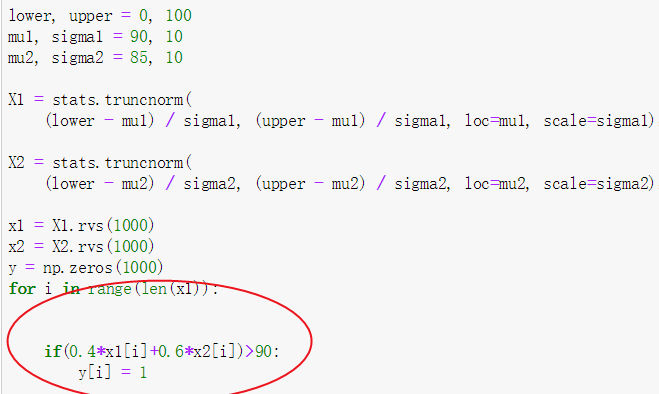 lower, upper = 0, 100
mu1, sigma1 = 90, 10
mu2, sigma2 = 85, 10
X1 = stats.truncnorm(
(lower - mu1) / sigma1, (upper - mu1) / sigma1, loc=mu1, scale=sigma1)
X2 = stats.truncnorm(
(lower - mu2) / sigma2, (upper - mu2) / sigma2, loc=mu2, scale=sigma2)
x1 = X1.rvs(1000)
x2 = X2.rvs(1000)
y = np.zeros(1000)
for i in range(len(x1)):
if(0.4*x1[i]+0.6*x2[i])>90:
y[i] = 1